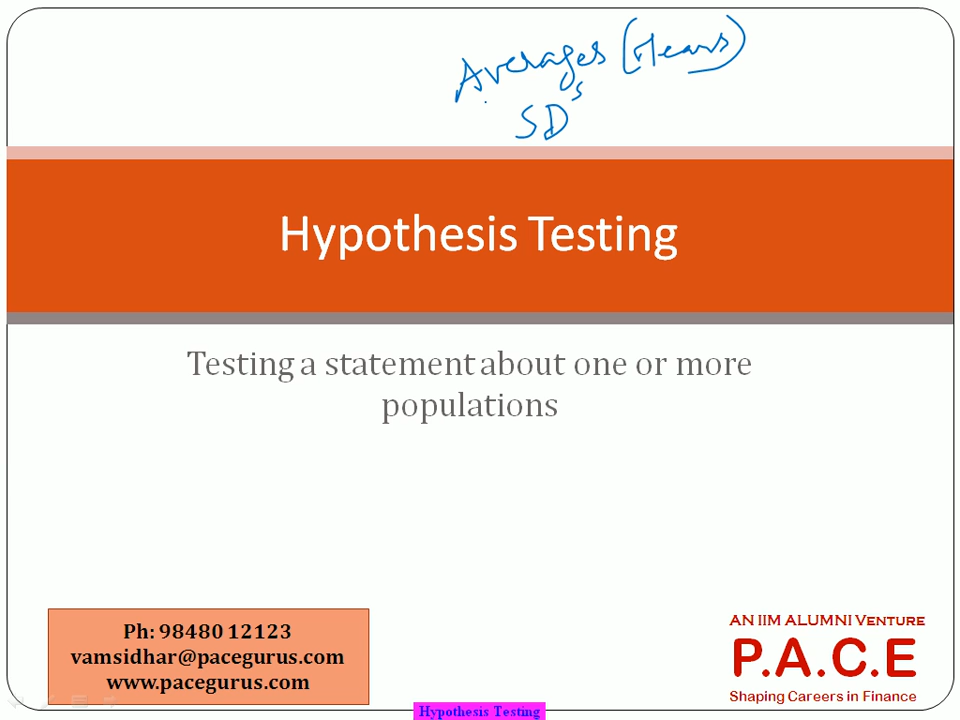 Averages (Means)
SD's
Hypothesis Testing
Testing a statement about one or more
populations
Ph: 98480 12123
vamsidhar@pacegurus.com
www.pacegurus.com
AN IIM ALUMNI VENTURE
P.A.C.E
Shaping Careers in Finance
Hypothesis Testing